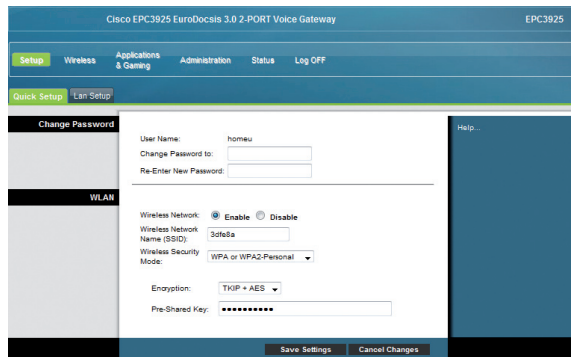 Cisco EPC3925 EuroDocsis 3.0 2-PORT Voice Gateway EPC3925
Setup Wireless Applications & Gaming Administration Status Log OFF
Quick Setup Lan Setup
Change Password
Help...
User Name: homeu
Change Password to:
Re-Enter New Password:
WLAN
Wireless Network: Enable Disable
Wireless Network
Name (SSID): 3dfe8a
Wireless Security
Mode: WPA or WPA2-Personal
Encryption: TKIP + AES
Pre-Shared Key: ●●●●●●●●●●
Save Settings Cancel Changes